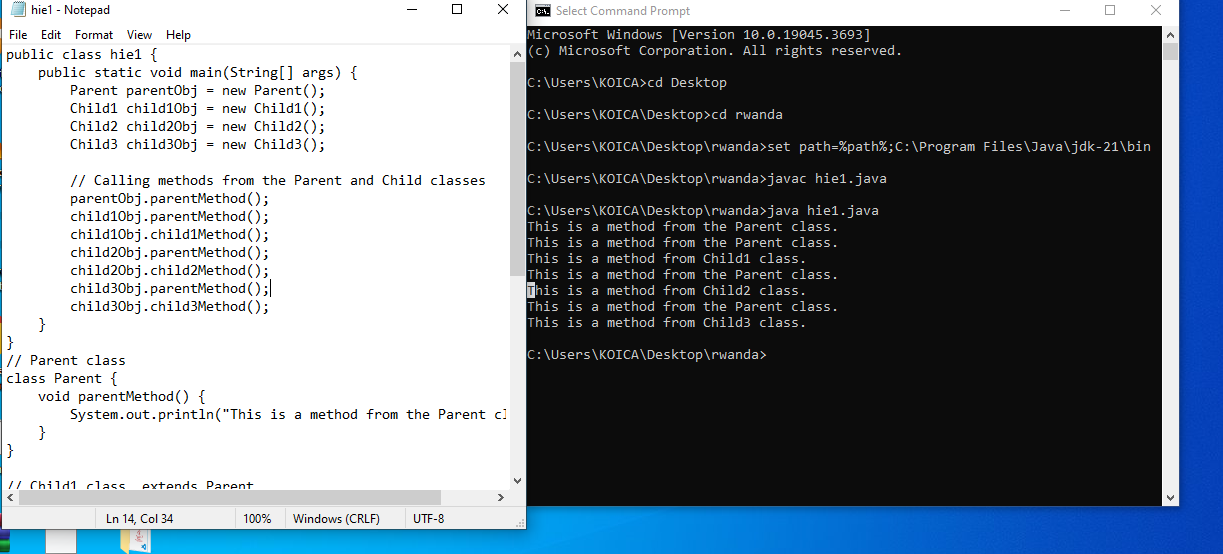 hie1 - Notepad
File Edit Format View Help
public class hie1 {
    public static void main(String[] args) {
        Parent parentObj = new Parent();
        Child1 child1Obj = new Child1();
        Child2 child2Obj = new Child2();
        Child3 child3Obj = new Child3();
        // Calling methods from the Parent and Child classes
        parentObj.parentMethod();
        child1Obj.parentMethod();
        child1Obj.child1Method();
        child2Obj.parentMethod();
        child2Obj.child2Method();
        child3Obj.parentMethod();
        child3Obj.child3Method();
    }
}
// Parent class
class Parent {
    void parentMethod() {
        System.out.println("This is a method from the Parent cl
    }
}
// Child1 class  extends Parent
Ln 14, Col 34 100% Windows (CRLF) UTF-8
Select Command Prompt
Microsoft Windows [Version 10.0.19045.3693]
(c) Microsoft Corporation. All rights reserved.
C:\Users\KOICA>cd Desktop
C:\Users\KOICA\Desktop>cd rwanda
C:\Users\KOICA\Desktop\rwanda>set path=%path%;C:\Program Files\Java\jdk-21\bin
C:\Users\KOICA\Desktop\rwanda>javac hie1.java
C:\Users\KOICA\Desktop\rwanda>java hie1.java
This is a method from the Parent class.
This is a method from the Parent class.
This is a method from Child1 class.
This is a method from the Parent class.
This is a method from Child2 class.
This is a method from the Parent class.
This is a method from Child3 class.
C:\Users\KOICA\Desktop\rwanda>